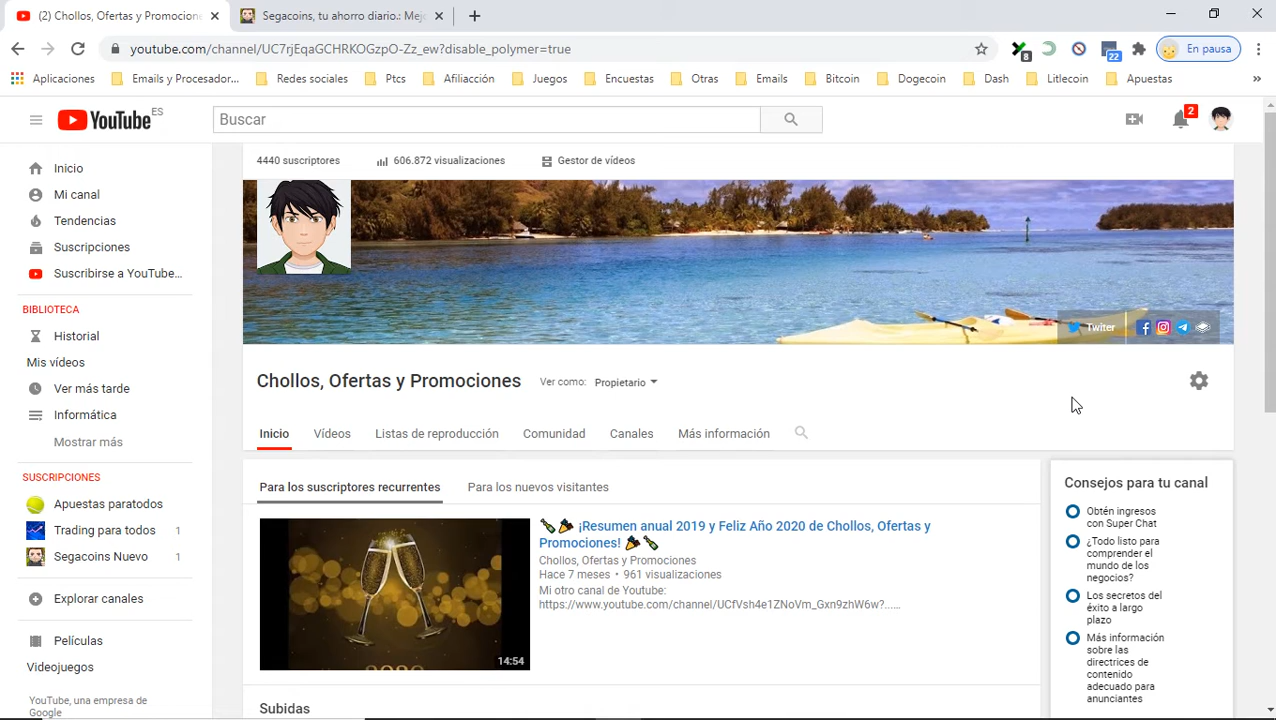 (2) Chollos, Ofertas y Promocione
Segacoins, tu ahorro diario.: Mejo
youtube.com/channel/UC7rjEqaGCHRKOGzpO-Zz_ew?disable_polymer=true
8
22
En pausa
Aplicaciones
Emails y Procesador...
Redes sociales
Ptcs
Afiliacción
Juegos
Encuestas
Otras
Emails
Bitcoin
Dogecoin
Dash
Litlecoin
Apuestas
»
YouTube ES
Buscar
2
Inicio
Mi canal
Tendencias
Suscripciones
Suscribirse a YouTube...
BIBLIOTECA
Historial
Mis vídeos
Ver más tarde
Informática
Mostrar más
SUSCRIPCIONES
Apuestas paratodos
Trading para todos 1
Segacoins Nuevo 1
Explorar canales
Películas
Videojuegos
YouTube, una empresa de
Google
4440 suscriptores
606.872 visualizaciones
Gestor de vídeos
Twiter
Chollos, Ofertas y Promociones
Ver como: Propietario
Inicio
Vídeos
Listas de reproducción
Comunidad
Canales
Más información
Para los suscriptores recurrentes
Para los nuevos visitantes
2020
14:54
¡Resumen anual 2019 y Feliz Año 2020 de Chollos, Ofertas y
Promociones!
Chollos, Ofertas y Promociones
Hace 7 meses • 961 visualizaciones
Mi otro canal de Youtube:
https://www.youtube.com/channel/UCfVsh4e1ZNoVm_Gxn9zhW6w?......
Subidas
Consejos para tu canal
Obtén ingresos
con Super Chat
¿Todo listo para
comprender el
mundo de los
negocios?
Los secretos del
éxito a largo
plazo
Más información
sobre las
directrices de
contenido
adecuado para
anunciantes